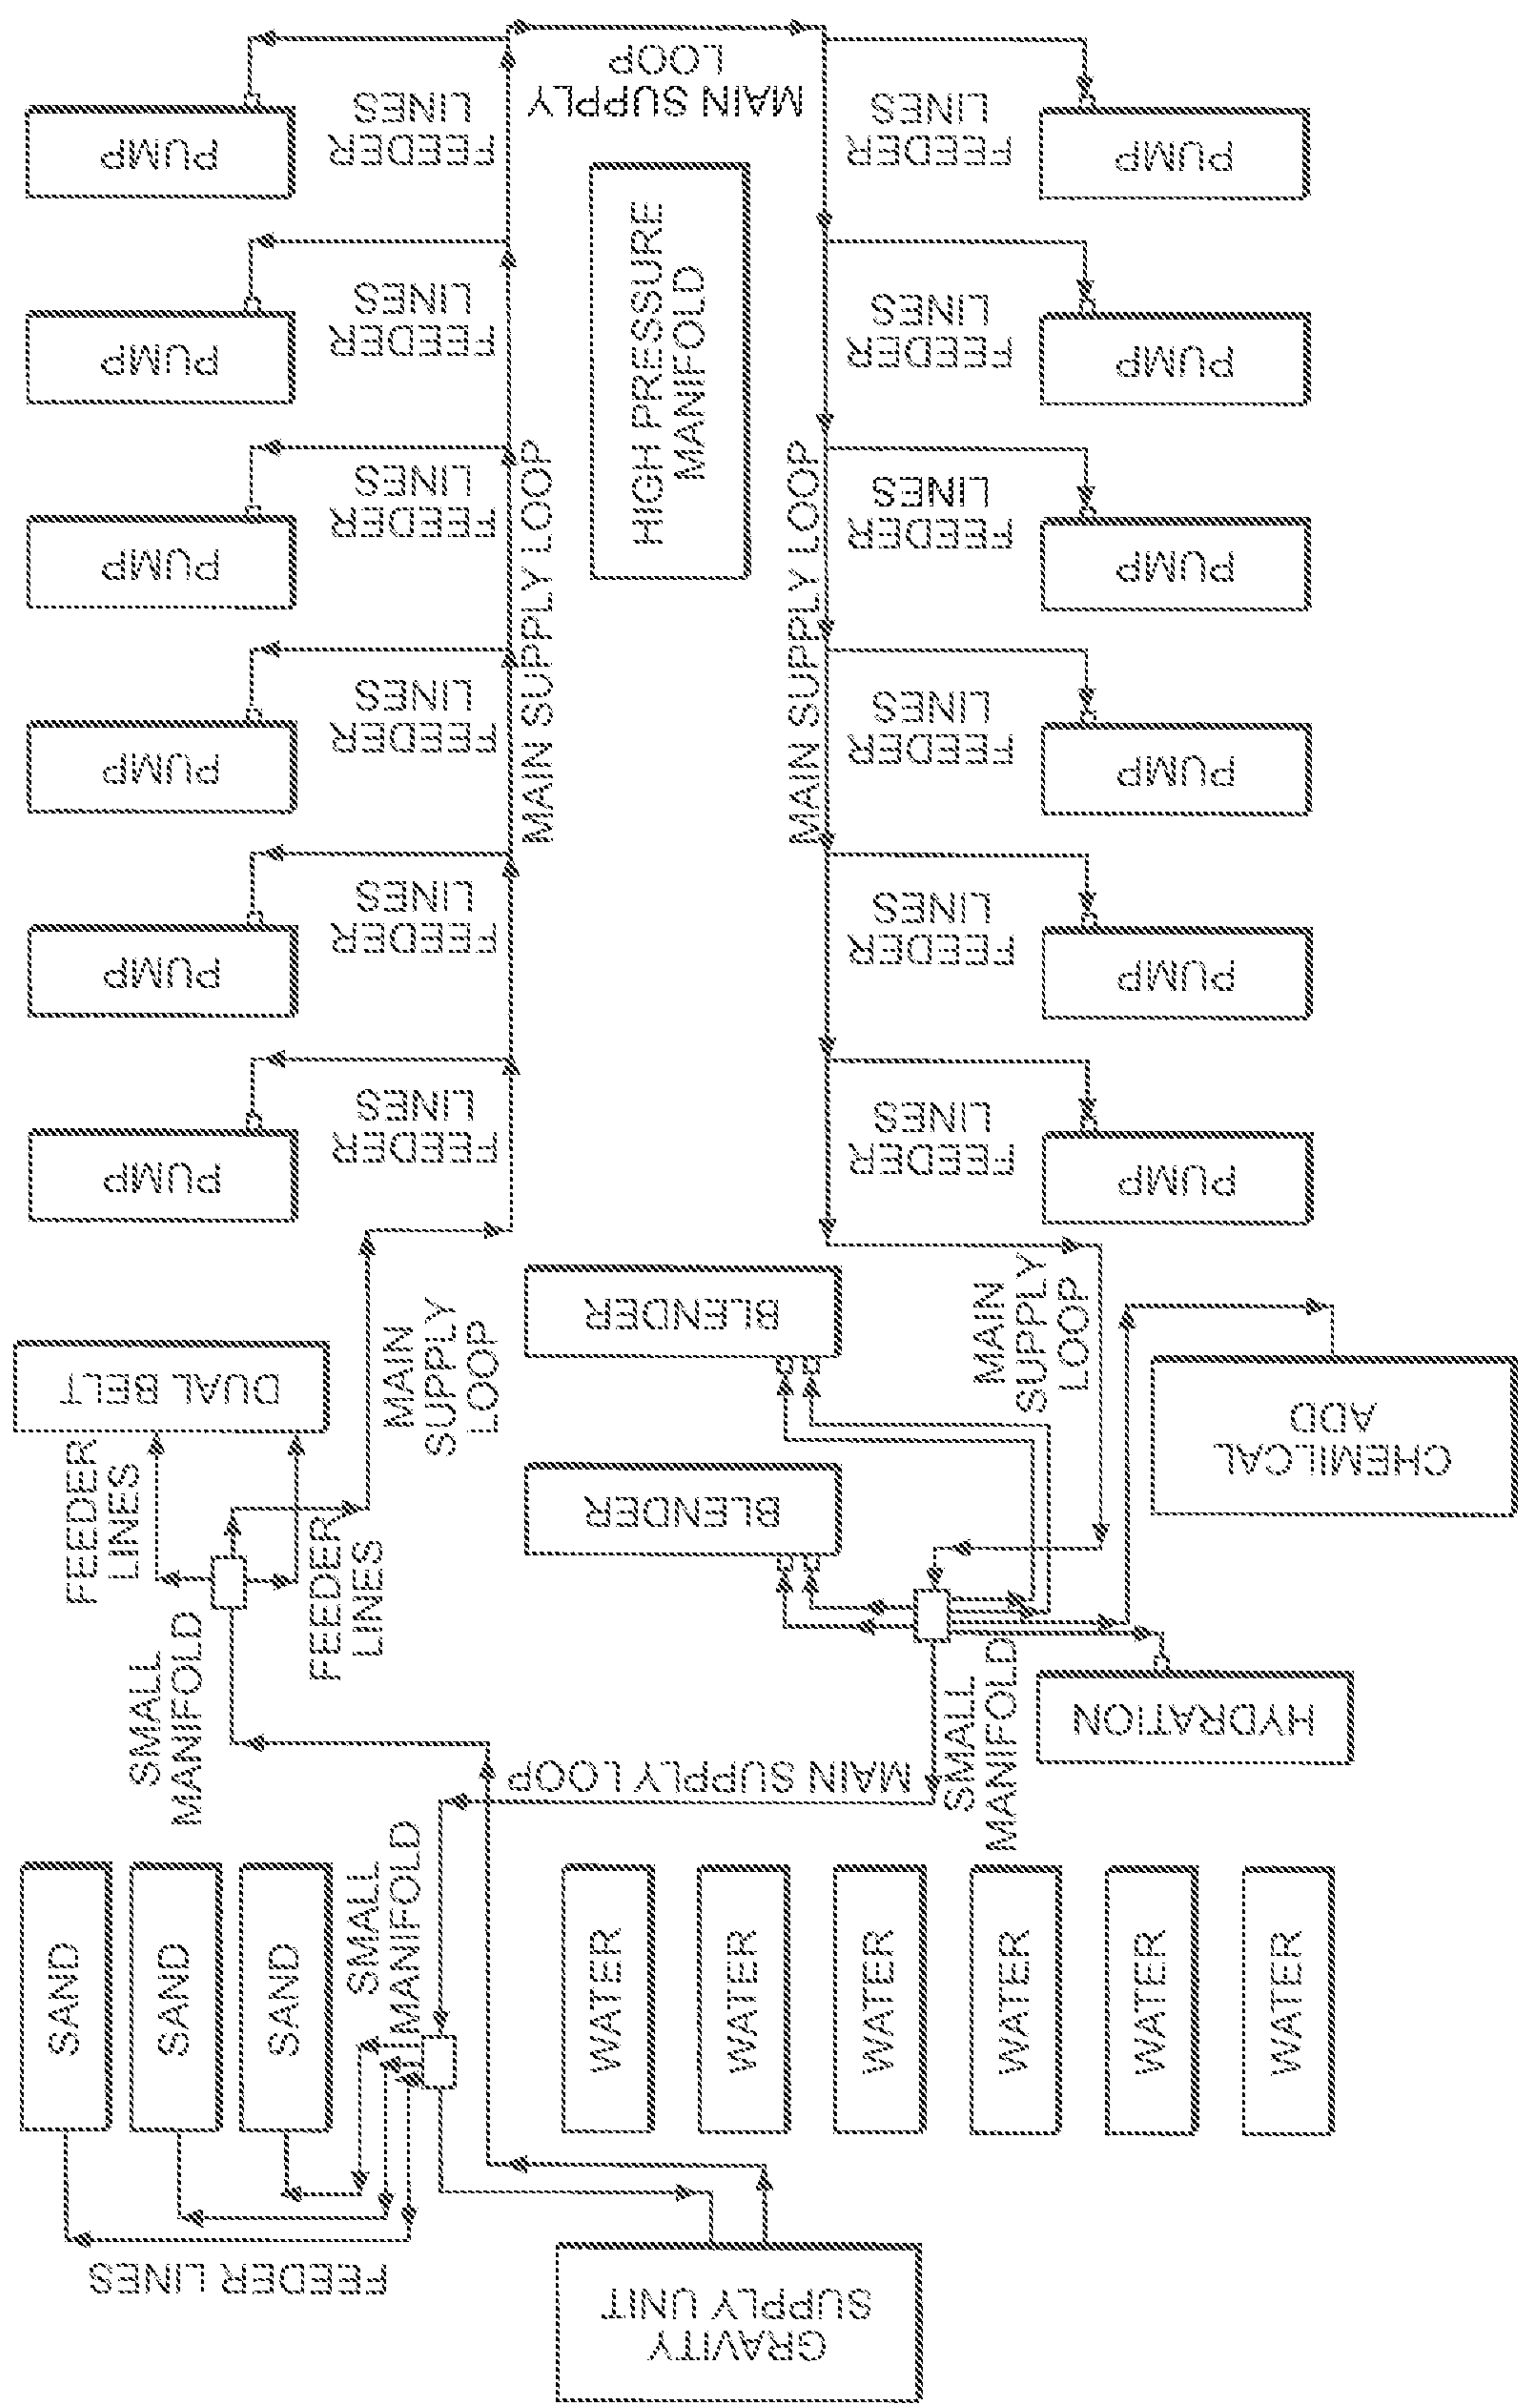 GRAVITY
SUPPLY UNIT
FEEDER LINES
WATER
WATER
WATER
WATER
WATER
WATER
SMALL
MANIFOLD
SAND
SAND
SAND
MAIN SUPPLY LOOP
HYDRATION
SMALL
MANIFOLD
SMALL
MANIFOLD
FEEDER
LINES
FEEDER
LINES
CHEMILCAL
ADD
BLENDER
DUAL BELT
MAIN
SUPPLY
LOOP
MAIN
SUPPLY
LOOP
BLENDER
PUMP
FEEDER
LINES
FEEDER
LINES
PUMP
PUMP
FEEDER
LINES
FEEDER
LINES
PUMP
PUMP
FEEDER
LINES
FEEDER
LINES
PUMP
MAIN SUPPLY LOOP
MAIN SUPPLY LOOP
PUMP
FEEDER
LINES
FEEDER
LINES
PUMP
HIGH PRESSURE
MANIFOLD
PUMP
FEEDER
LINES
FEEDER
LINES
PUMP
PUMP
FEEDER
LINES
FEEDER
LINES
PUMP
MAIN SUPPLY
LOOP